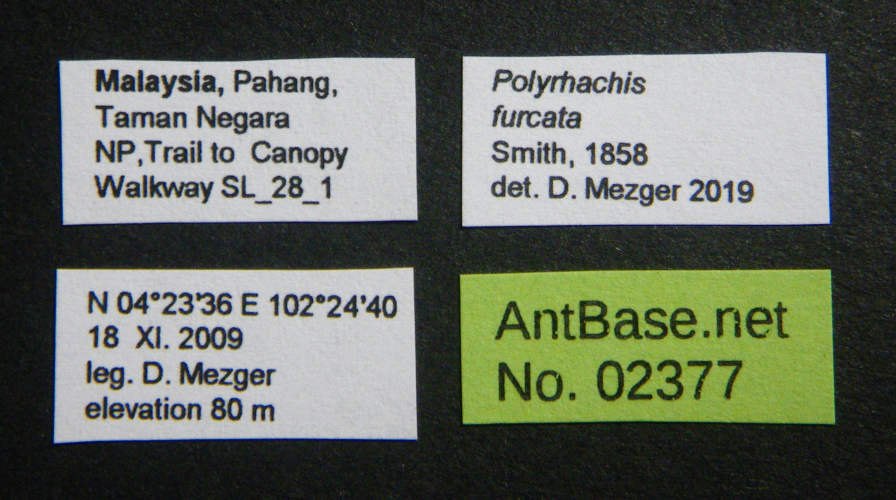 Malaysia, Pahang,
Taman Negara
NP,Trail to Canopy
Walkway SL_28_1
Polyrhachis
furcata
Smith, 1858
det. D. Mezger 2019
N 04°23'36 E 102°24'40
18 XI. 2009
leg. D. Mezger
elevation 80 m
AntBase.net
No. 02377